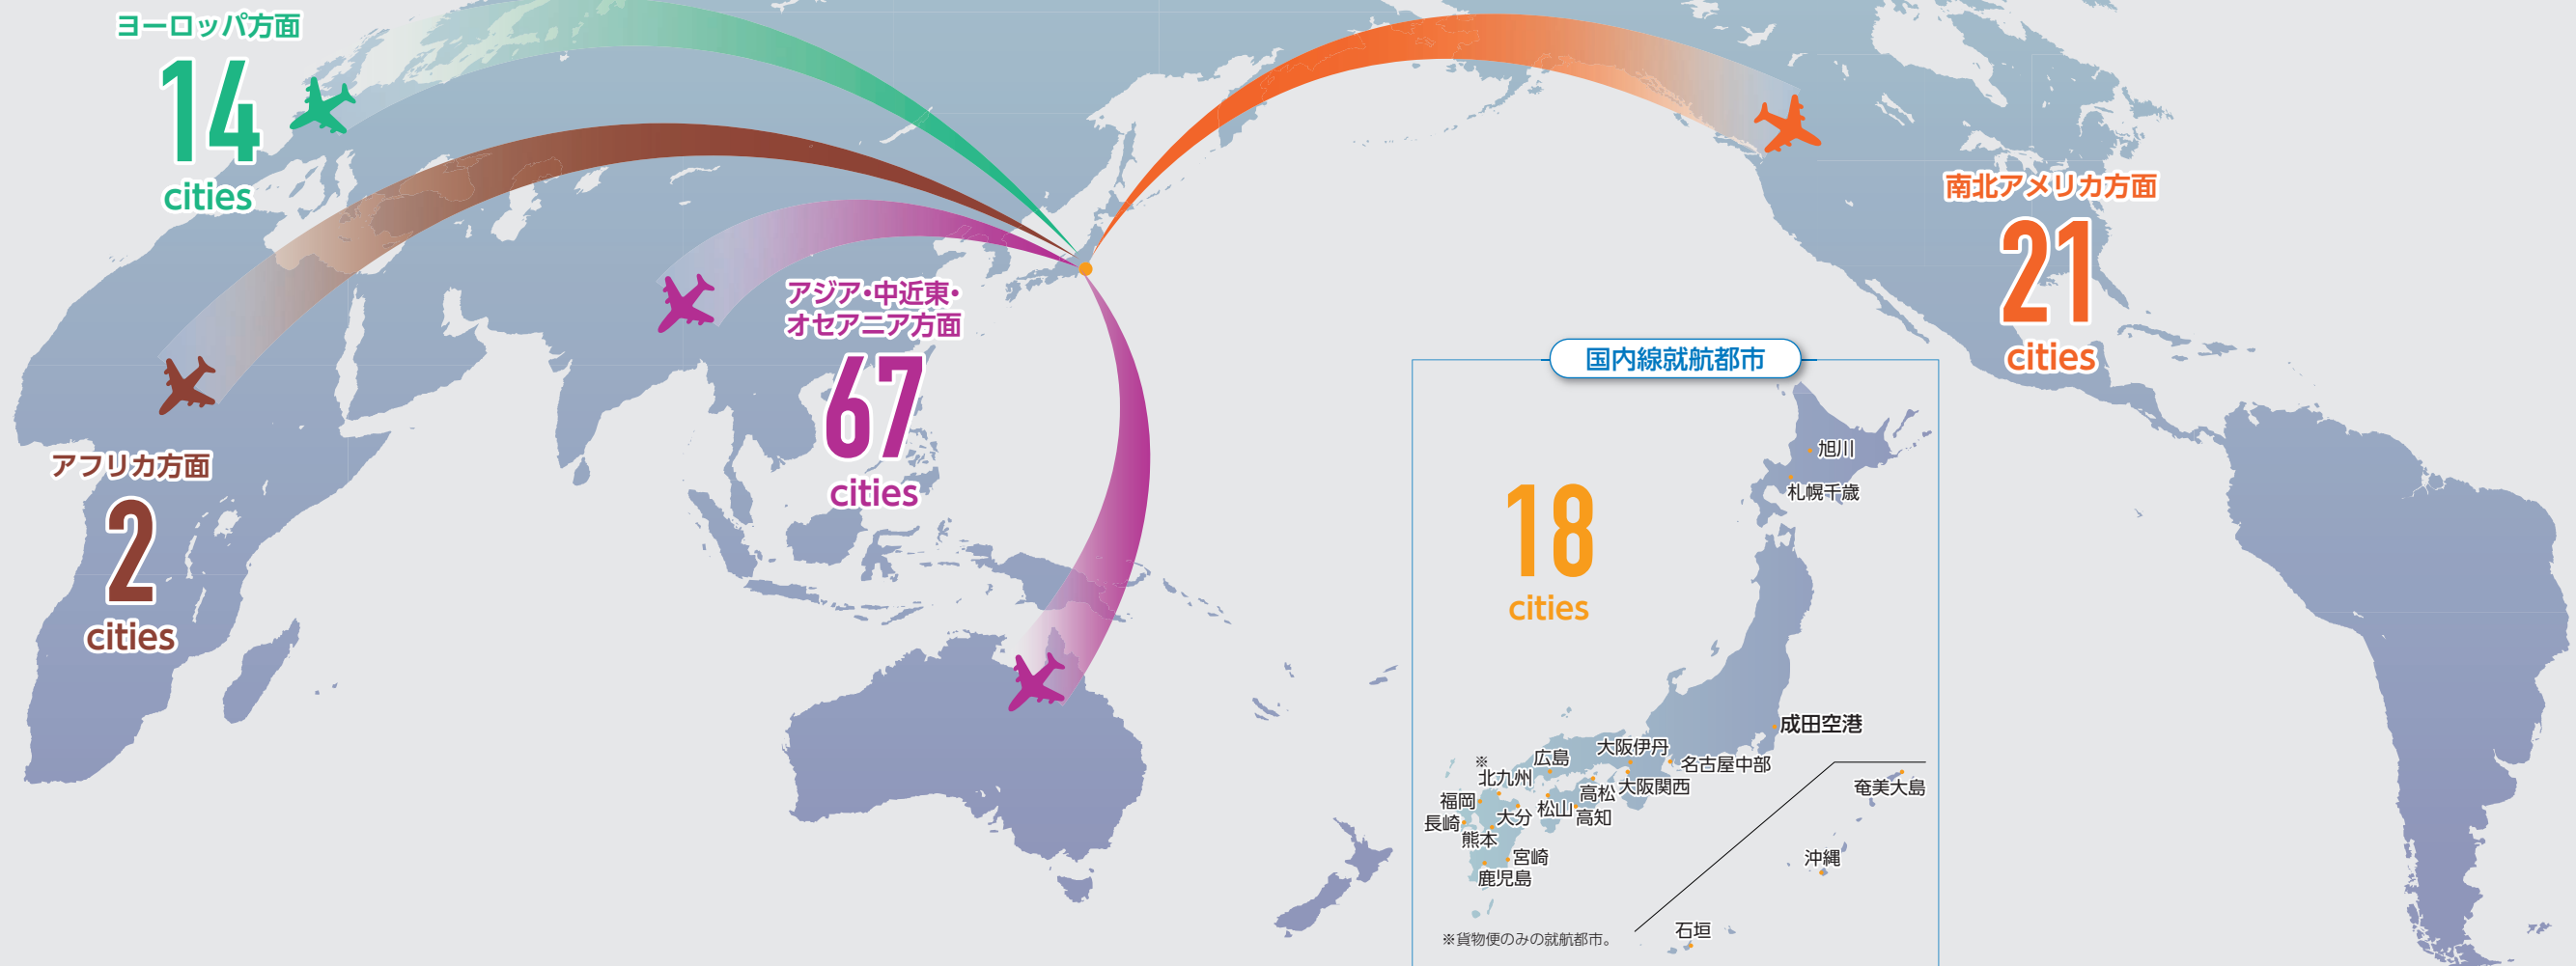 ヨーロッパ方面
14
cities
アフリカ方面
2
cities
アジア・中近東・
オセアニア方面
67
cities
南北アメリカ方面
21
cities
国内線就航都市
18
cities
旭川
札幌千歳
成田空港
名古屋中部
大阪伊丹
大阪関西
広島
※
北九州
高松
福岡
松山
高知
大分
長崎
熊本
宮崎
鹿児島
奄美大島
沖縄
石垣
※貨物便のみの就航都市。